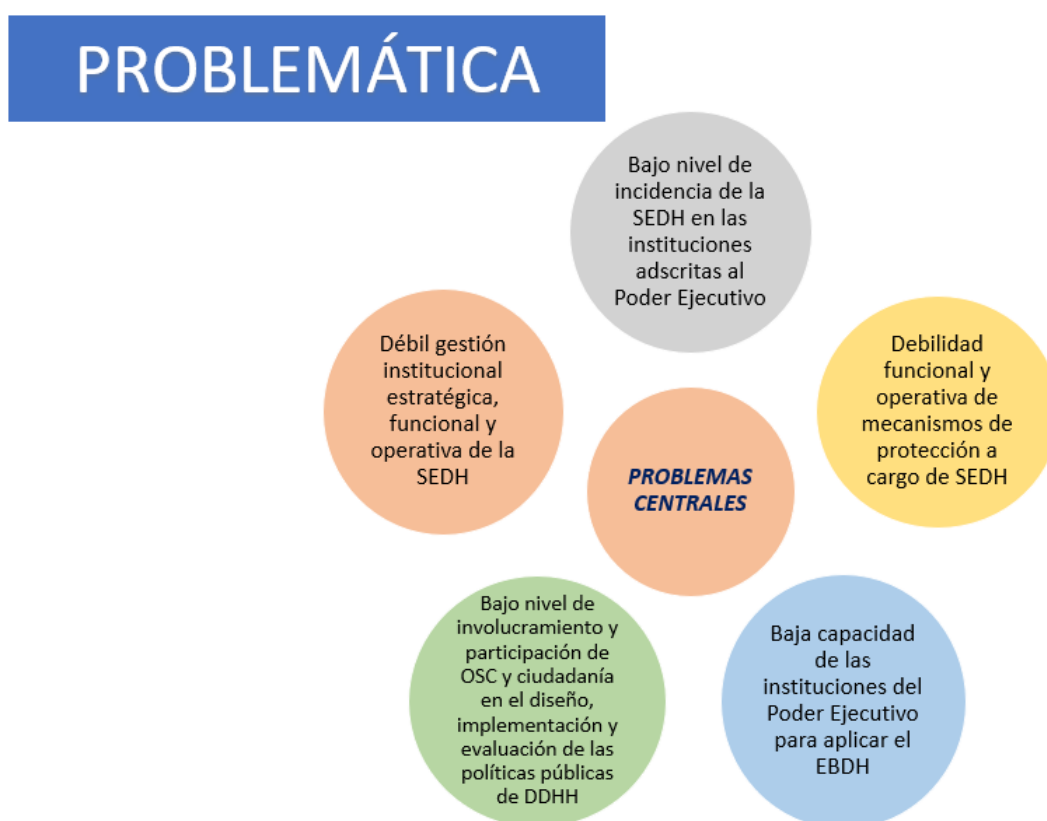 PROBLEMÁTICA
Bajo nivel de
incidencia de la
SEDH en las
instituciones
adscritas al
Poder Ejecutivo
Débil gestión
institucional
estratégica,
funcional y
operativa de la
SEDH
Debilidad
funcional y
operativa de
mecanismos de
protección a
cargo de SEDH
PROBLEMAS
CENTRALES
Bajo nivel de
involucramiento y
participación de
OSC y ciudadanía
en el diseño,
implementación y
evaluación de las
políticas públicas
de DDHH
Baja capacidad
de las
instituciones del
Poder Ejecutivo
para aplicar el
EBDH